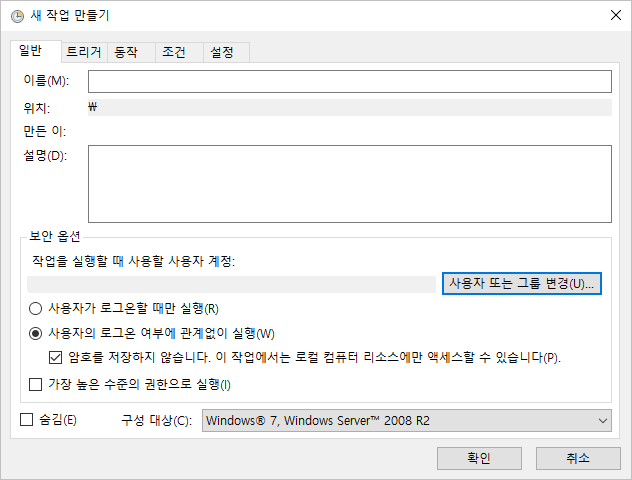 새 작업 만들기
일반 트리거 동작 조건 설정
이름(M):
위치: ₩
만든 이:
설명(D):
보안 옵션
작업을 실행할 때 사용할 사용자 계정:
사용자 또는 그룹 변경(U)...
사용자가 로그온할 때만 실행(R)
사용자의 로그온 여부에 관계없이 실행(W)
암호를 저장하지 않습니다. 이 작업에서는 로컬 컴퓨터 리소스에만 액세스할 수 있습니다(P).
가장 높은 수준의 권한으로 실행(I)
숨김(E) 구성 대상(C): Windows® 7, Windows Server™ 2008 R2
확인 취소